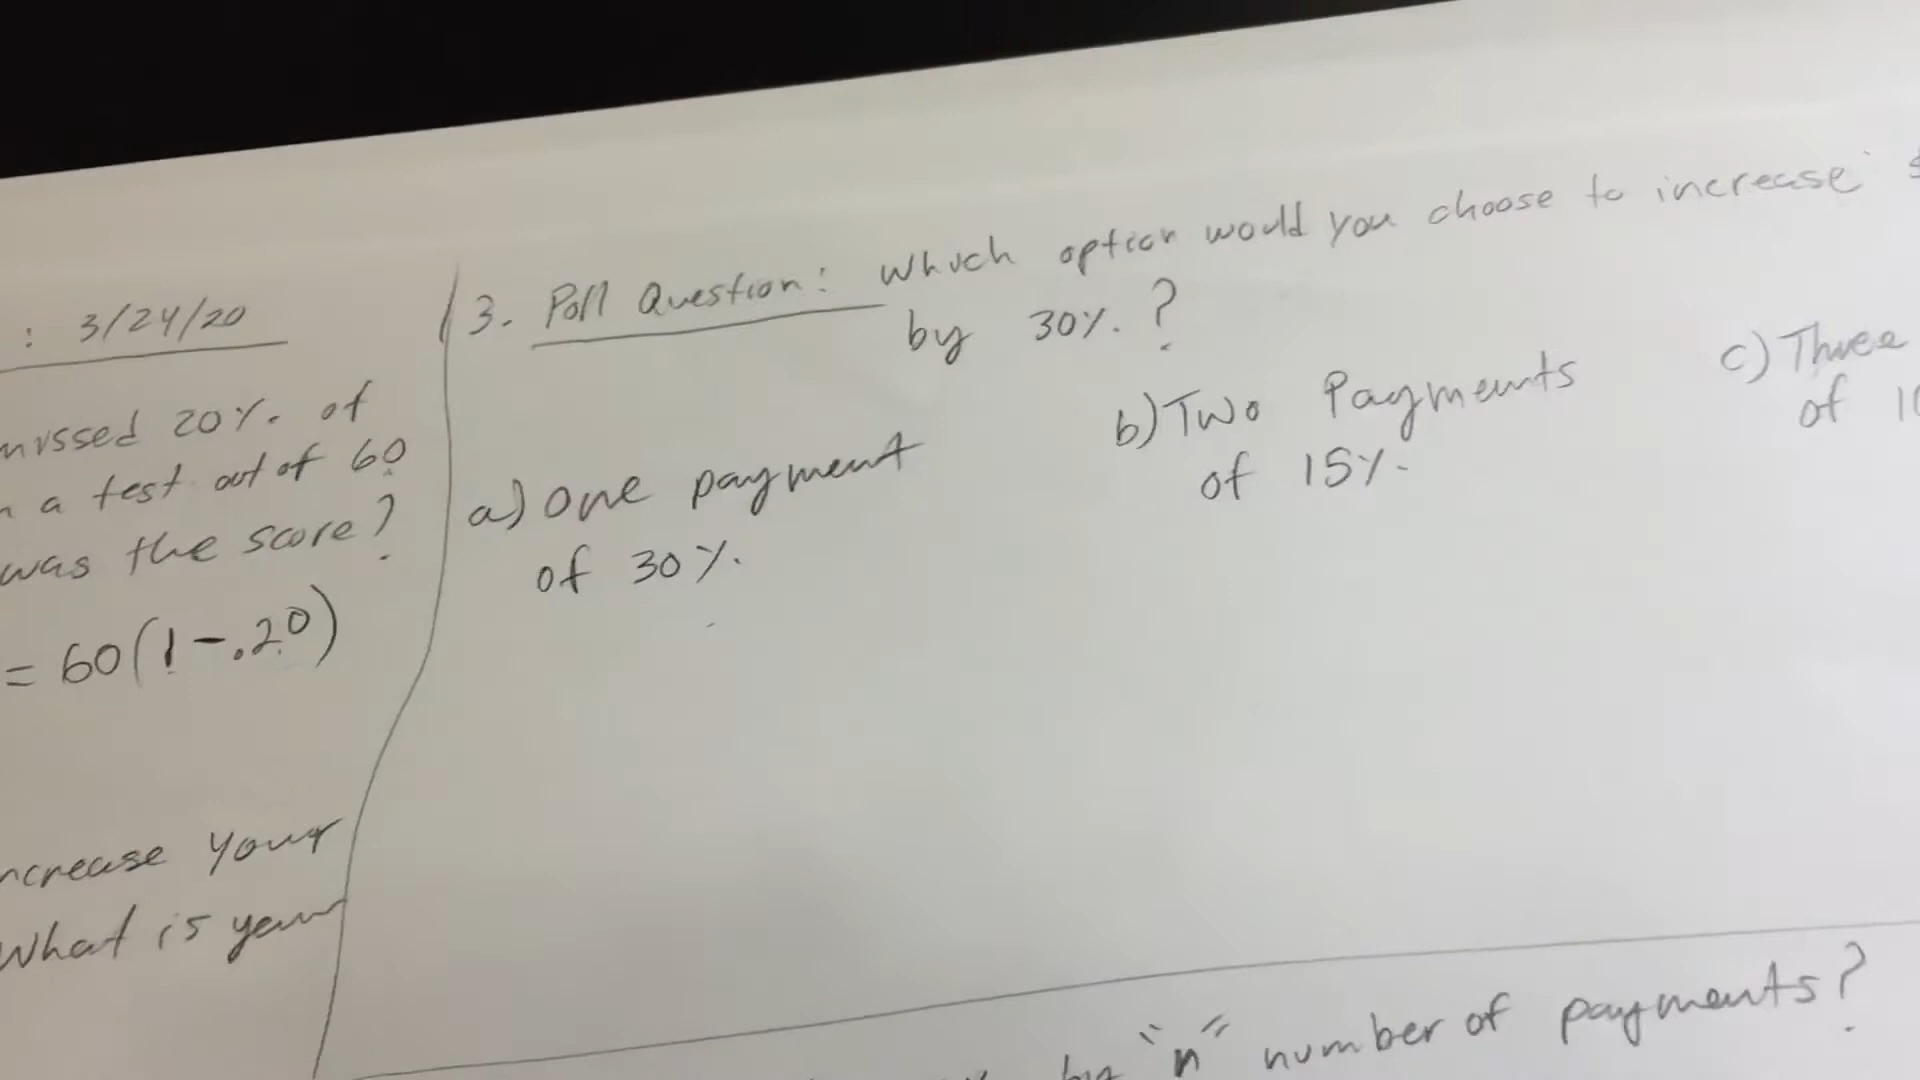 : 3/24/20
missed 20% of
a test out of 60
was the score?
= 60(1-.20)
ncrease your
What is your
3. Poll Question: Which option would you choose to increase $
by 30%?
a) One payment
of 30%.
b) Two Payments
of 15%.
c) Three
of 10
by "n" number of payments?